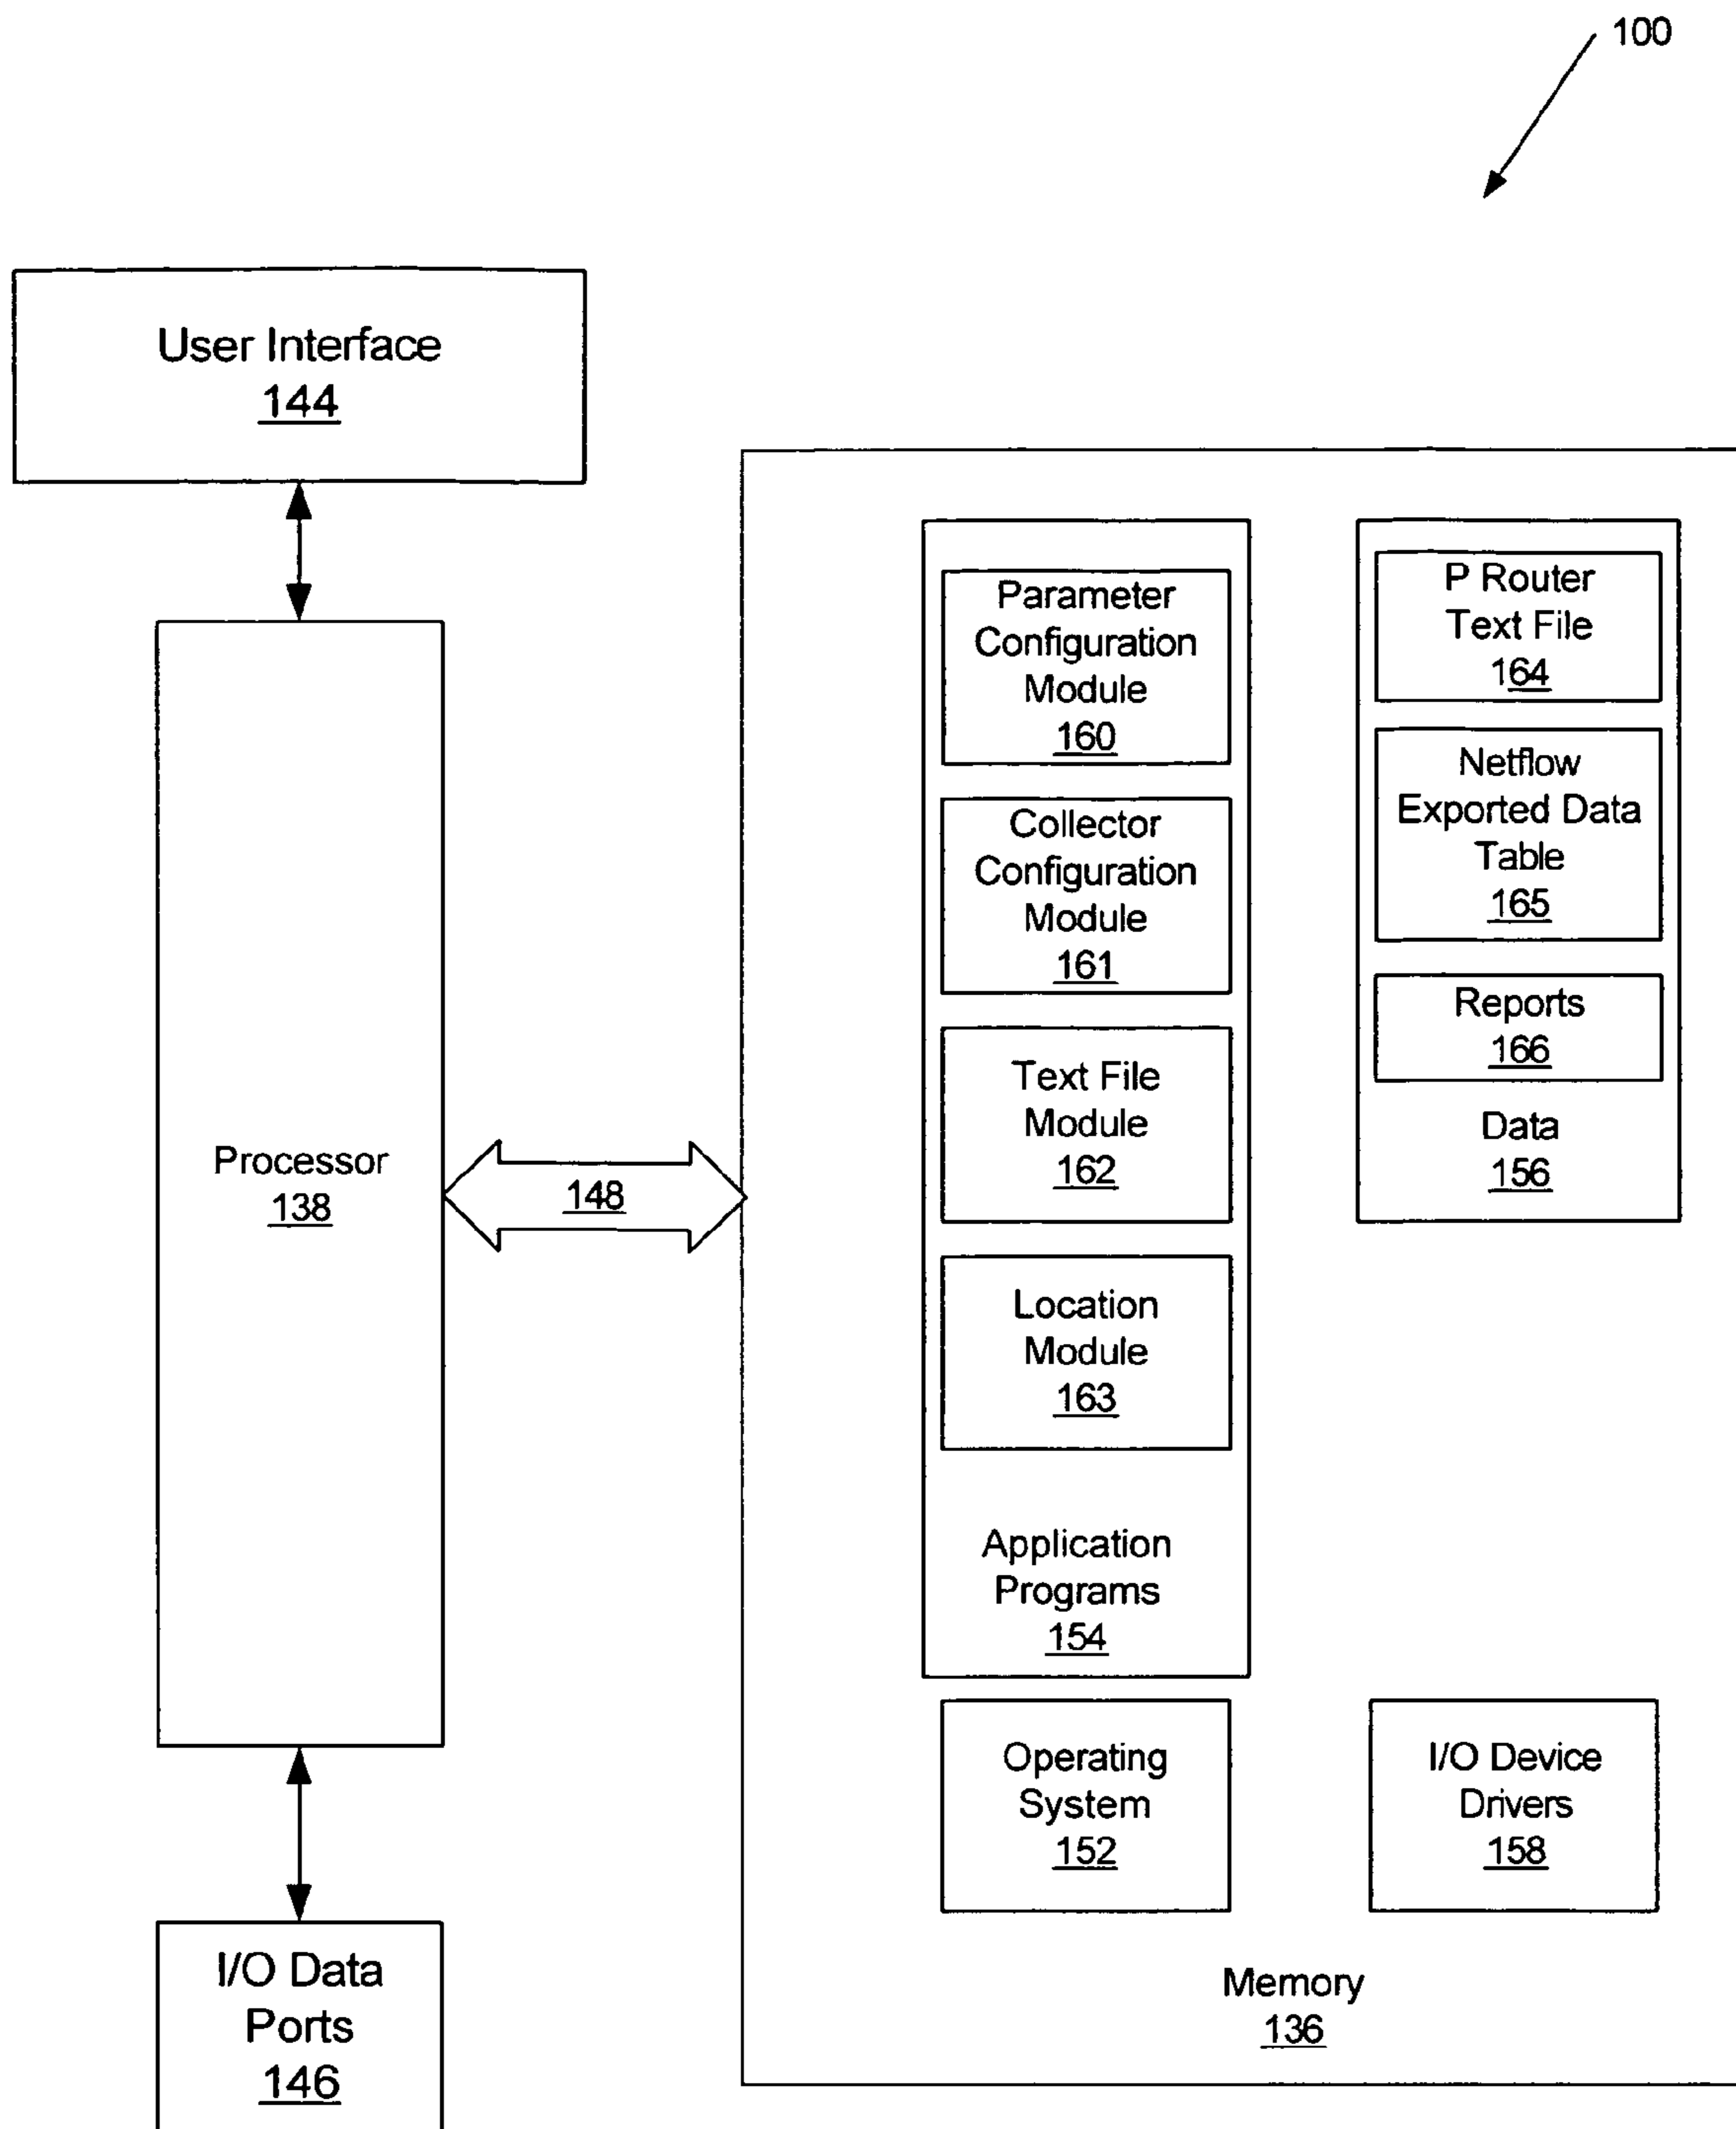 100
User Interface
144
Processor
138
148
I/O Data
Ports
146
Parameter
Configuration
Module
160
Collector
Configuration
Module
161
Text File
Module
162
Location
Module
163
Application
Programs
154
P Router
Text File
164
Netflow
Exported Data
Table
165
Reports
166
Data
156
Operating
System
152
I/O Device
Drivers
158
Memory
136